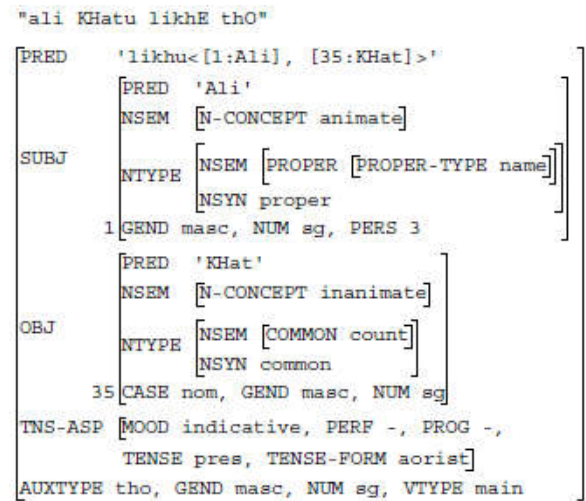 "ali KHatu likhE thO"
PRED 'likhu<[1:Ali], [35:KHat]>'
PRED 'Ali'
NSEM [N-CONCEPT animate]
SUBJ
NTYPE [NSEM [PROPER [PROPER-TYPE name]]
NSYN proper]
1 GEND masc, NUM sg, PERS 3
PRED 'KHat'
NSEM [N-CONCEPT inanimate]
OBJ
NTYPE [NSEM [COMMON count]
NSYN common]
35 CASE nom, GEND masc, NUM sg
TNS-ASP [MOOD indicative, PERF -, PROG -,
TENSE pres, TENSE-FORM aorist]
AUXTYPE tho, GEND masc, NUM sg, VTYPE main